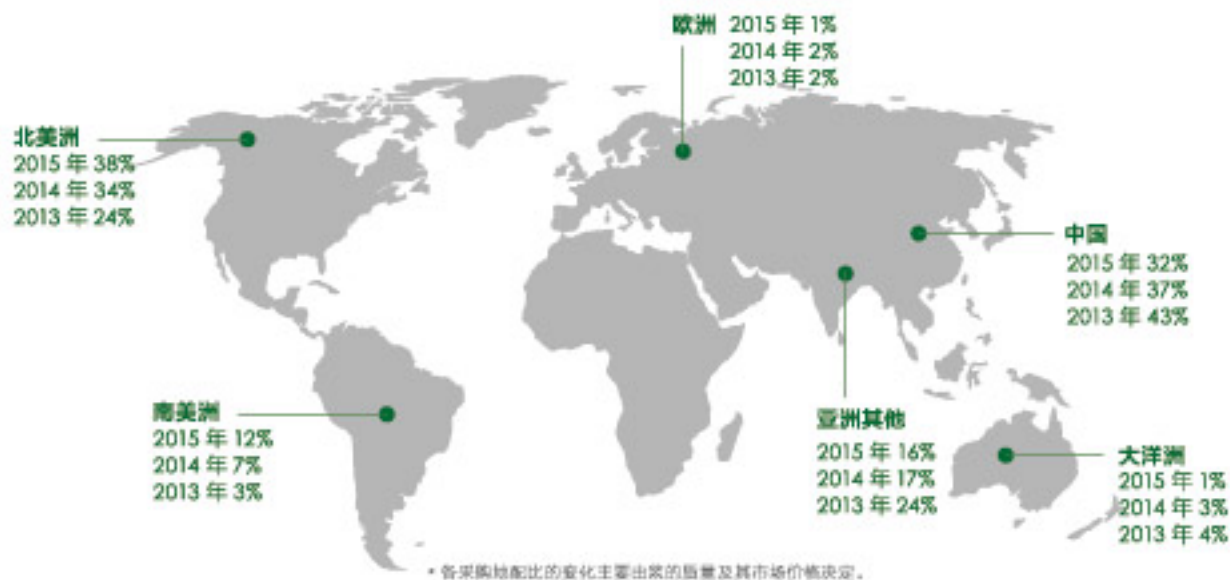 欧洲 2015 年 1%
2014 年 2%
2013 年 2%
北美洲
2015 年 38%
2014 年 34%
2013 年 24%
中国
2015 年 32%
2014 年 37%
2013 年 43%
南美洲
2015 年 12%
2014 年 7%
2013 年 3%
亚洲其他
2015 年 16%
2014 年 17%
2013 年 24%
大洋洲
2015 年 1%
2014 年 3%
2013 年 4%
* 各采购地配比的变化主要由浆的质量及其市场价格决定。